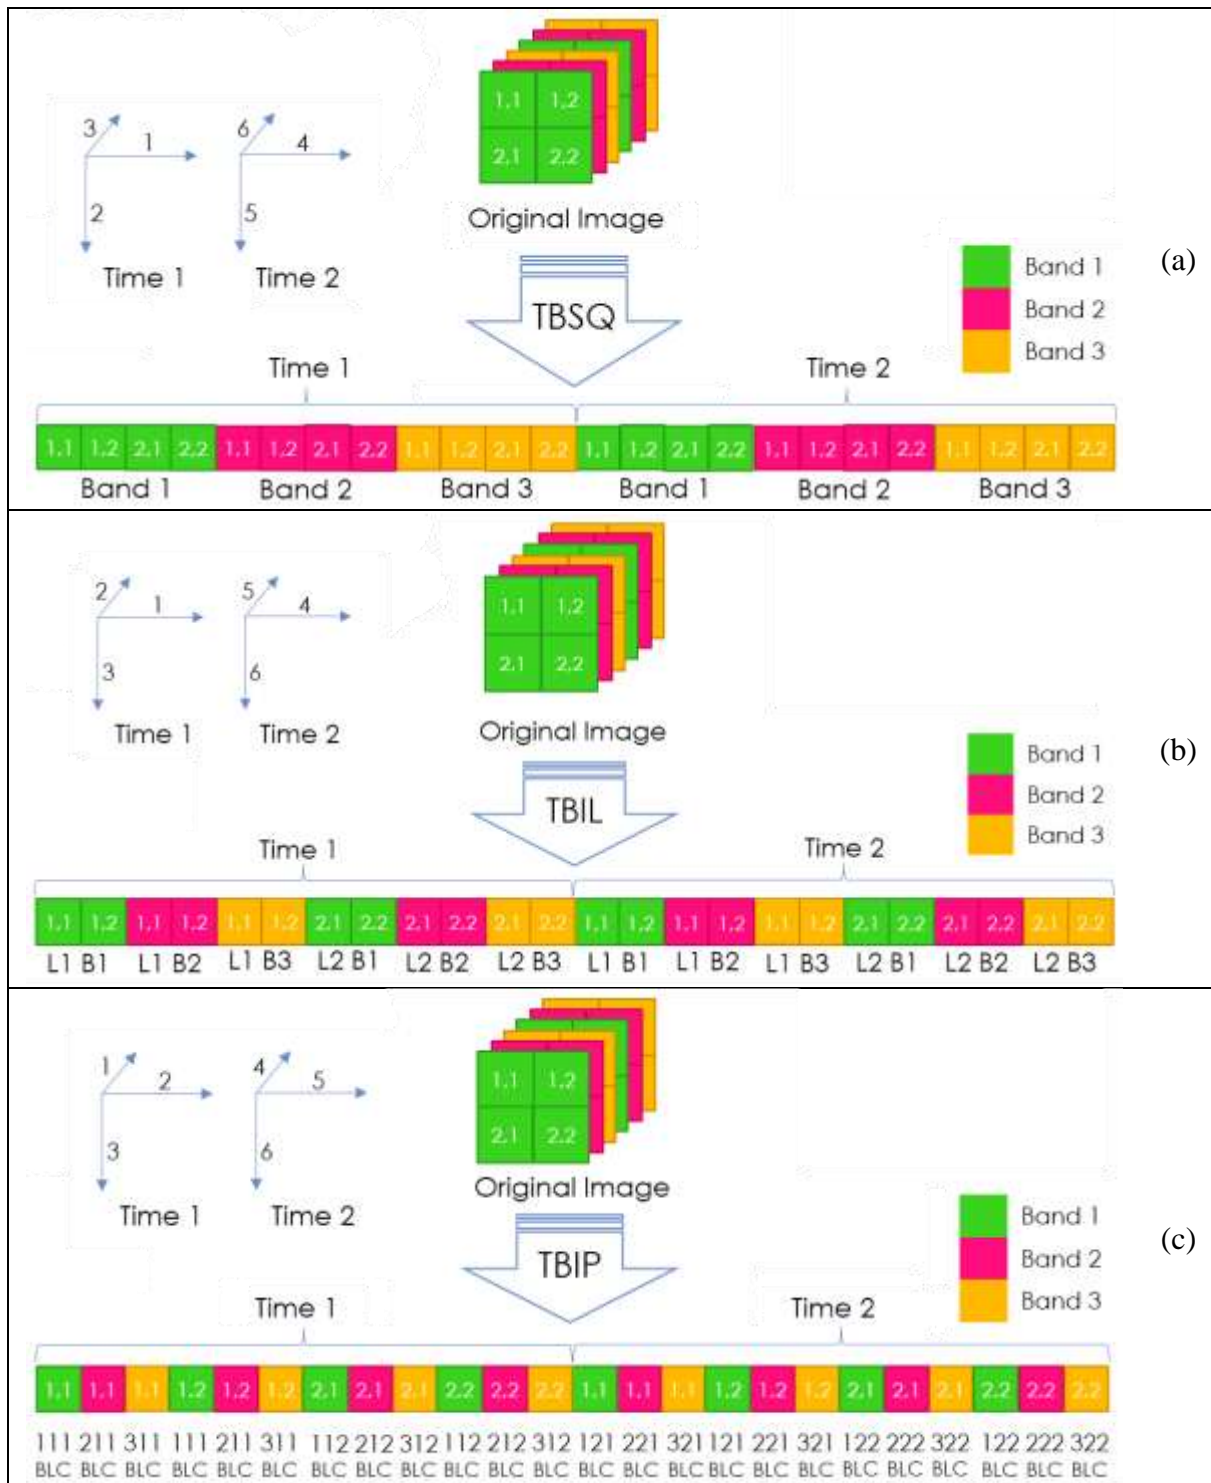 3
1
2
Time 1
6
4
5
Time 2
1,1 1,2
2,1 2,2
Original Image
TBSQ
Band 1
Band 2
Band 3
(a)
Time 1
Time 2
1,1 1,2 2,1 2,2 1,1 1,2 2,1 2,2 1,1 1,2 2,1 2,2 1,1 1,2 2,1 2,2 1,1 1,2 2,1 2,2 1,1 1,2 2,1 2,2
Band 1 Band 2 Band 3 Band 1 Band 2 Band 3
2
1
3
Time 1
5
4
6
Time 2
1,1 1,2
2,1 2,2
Original Image
TBIL
Band 1
Band 2
Band 3
(b)
Time 1
Time 2
1,1 1,2 1,1 1,2 1,1 1,2 2,1 2,2 2,1 2,2 2,1 2,2 1,1 1,2 1,1 1,2 1,1 1,2 2,1 2,2 2,1 2,2 2,1 2,2
L1 B1 L1 B2 L1 B3 L2 B1 L2 B2 L2 B3 L1 B1 L1 B2 L1 B3 L2 B1 L2 B2 L2 B3
1
2
3
Time 1
4
5
6
Time 2
1,1 1,2
2,1 2,2
Original Image
TBIP
Band 1
Band 2
Band 3
(c)
Time 1
Time 2
1,1 1,1 1,1 1,2 1,2 1,2 2,1 2,1 2,1 2,2 2,2 2,2 1,1 1,1 1,1 1,2 1,2 1,2 2,1 2,1 2,1 2,2 2,2 2,2
111 211 311 111 211 311 112 212 312 112 212 312 121 221 321 121 221 321 122 222 322 122 222 322
BLC BLC BLC BLC BLC BLC BLC BLC BLC BLC BLC BLC BLC BLC BLC BLC BLC BLC BLC BLC BLC BLC BLC BLC